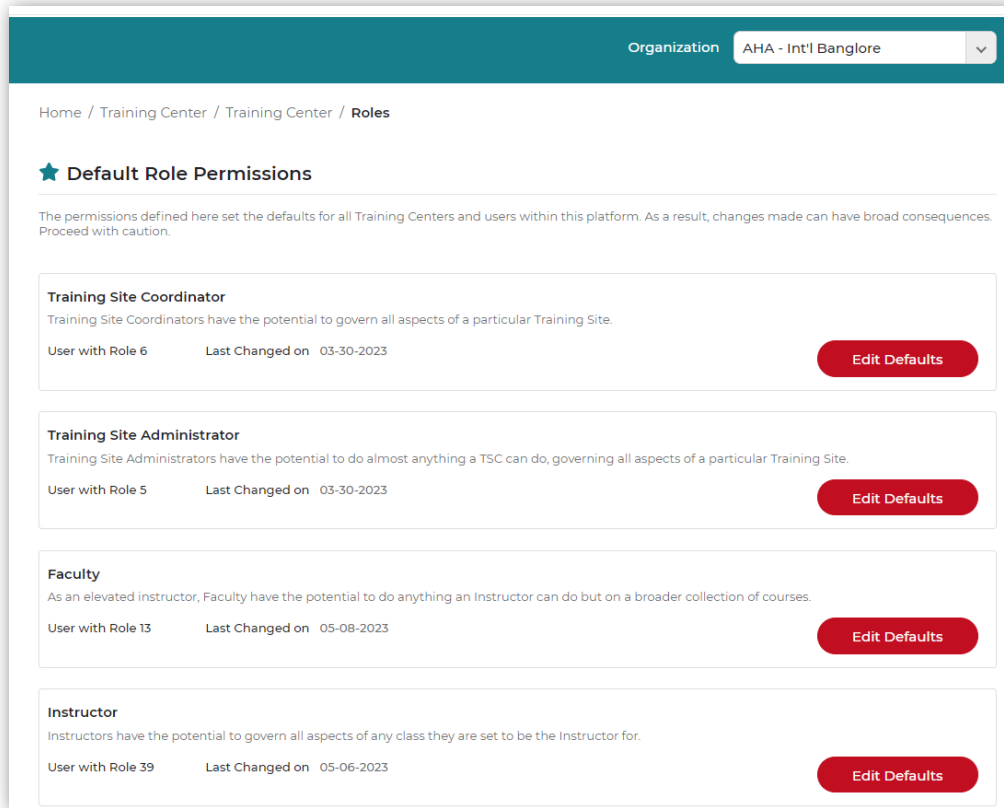 Organization AHA - Int'l Banglore
Home / Training Center / Training Center / Roles
Default Role Permissions
The permissions defined here set the defaults for all Training Centers and users within this platform. As a result, changes made can have broad consequences.
Proceed with caution.
Training Site Coordinator
Training Site Coordinators have the potential to govern all aspects of a particular Training Site.
User with Role 6 Last Changed on 03-30-2023
Edit Defaults
Training Site Administrator
Training Site Administrators have the potential to do almost anything a TSC can do, governing all aspects of a particular Training Site.
User with Role 5 Last Changed on 03-30-2023
Edit Defaults
Faculty
As an elevated instructor, Faculty have the potential to do anything an Instructor can do but on a broader collection of courses.
User with Role 13 Last Changed on 05-08-2023
Edit Defaults
Instructor
Instructors have the potential to govern all aspects of any class they are set to be the Instructor for.
User with Role 39 Last Changed on 05-06-2023
Edit Defaults